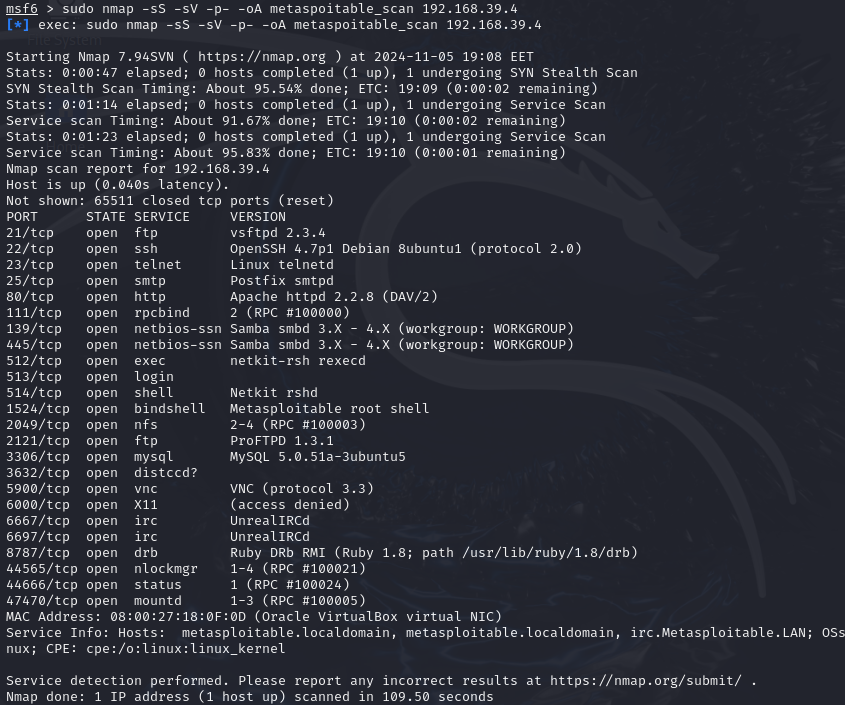 msf6 > sudo nmap -sS -sV -p- -oA metaspoitable_scan 192.168.39.4
[*] exec: sudo nmap -sS -sV -p- -oA metaspoitable_scan 192.168.39.4

Starting Nmap 7.94SVN ( https://nmap.org ) at 2024-11-05 19:08 EET
Stats: 0:00:47 elapsed; 0 hosts completed (1 up), 1 undergoing SYN Stealth Scan
SYN Stealth Scan Timing: About 95.54% done; ETC: 19:09 (0:00:02 remaining)
Stats: 0:01:14 elapsed; 0 hosts completed (1 up), 1 undergoing Service Scan
Service scan Timing: About 91.67% done; ETC: 19:10 (0:00:02 remaining)
Stats: 0:01:23 elapsed; 0 hosts completed (1 up), 1 undergoing Service Scan
Service scan Timing: About 95.83% done; ETC: 19:10 (0:00:01 remaining)
Nmap scan report for 192.168.39.4
Host is up (0.040s latency).
Not shown: 65511 closed tcp ports (reset)
PORT      STATE SERVICE     VERSION
21/tcp    open  ftp         vsftpd 2.3.4
22/tcp    open  ssh         OpenSSH 4.7p1 Debian 8ubuntu1 (protocol 2.0)
23/tcp    open  telnet      Linux telnetd
25/tcp    open  smtp        Postfix smtpd
80/tcp    open  http        Apache httpd 2.2.8 (DAV/2)
111/tcp   open  rpcbind     2 (RPC #100000)
139/tcp   open  netbios-ssn Samba smbd 3.X - 4.X (workgroup: WORKGROUP)
445/tcp   open  netbios-ssn Samba smbd 3.X - 4.X (workgroup: WORKGROUP)
512/tcp   open  exec        netkit-rsh rexecd
513/tcp   open  login
514/tcp   open  shell       Netkit rshd
1524/tcp  open  bindshell   Metasploitable root shell
2049/tcp  open  nfs         2-4 (RPC #100003)
2121/tcp  open  ftp         ProFTPD 1.3.1
3306/tcp  open  mysql       MySQL 5.0.51a-3ubuntu5
3632/tcp  open  distccd?
5900/tcp  open  vnc         VNC (protocol 3.3)
6000/tcp  open  X11         (access denied)
6667/tcp  open  irc         UnrealIRCd
6697/tcp  open  irc         UnrealIRCd
8787/tcp  open  drb         Ruby DRb RMI (Ruby 1.8; path /usr/lib/ruby/1.8/drb)
44565/tcp open  nlockmgr    1-4 (RPC #100021)
44666/tcp open  status      1 (RPC #100024)
47470/tcp open  mountd      1-3 (RPC #100005)
MAC Address: 08:00:27:18:0F:0D (Oracle VirtualBox virtual NIC)
Service Info: Hosts:  metasploitable.localdomain, metasploitable.localdomain, irc.Metasploitable.LAN; OSs
nux; CPE: cpe:/o:linux:linux_kernel

Service detection performed. Please report any incorrect results at https://nmap.org/submit/ .
Nmap done: 1 IP address (1 host up) scanned in 109.50 seconds